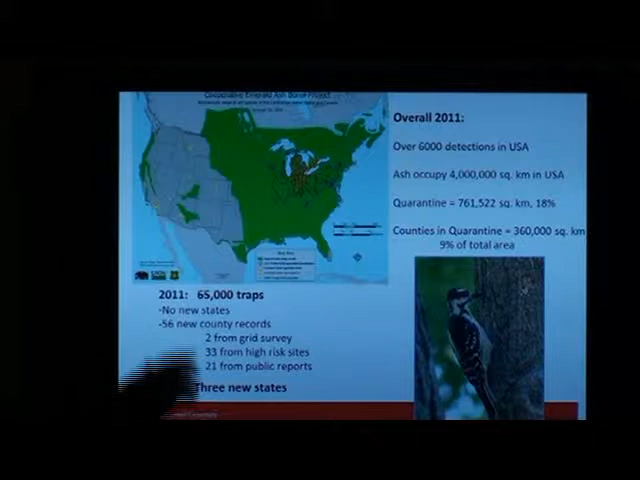 Cooperative Emerald Ash Borer Project
Overall 2011:
Over 6000 detections in USA
Ash occupy 4,000,000 sq. km in USA
Quarantine = 761,522 sq. km, 18%
Counties in Quarantine = 360,000 sq. km
9% of total area
2011: 65,000 traps
-No new states
-56 new county records
2 from grid survey
33 from high risk sites
21 from public reports
Three new states